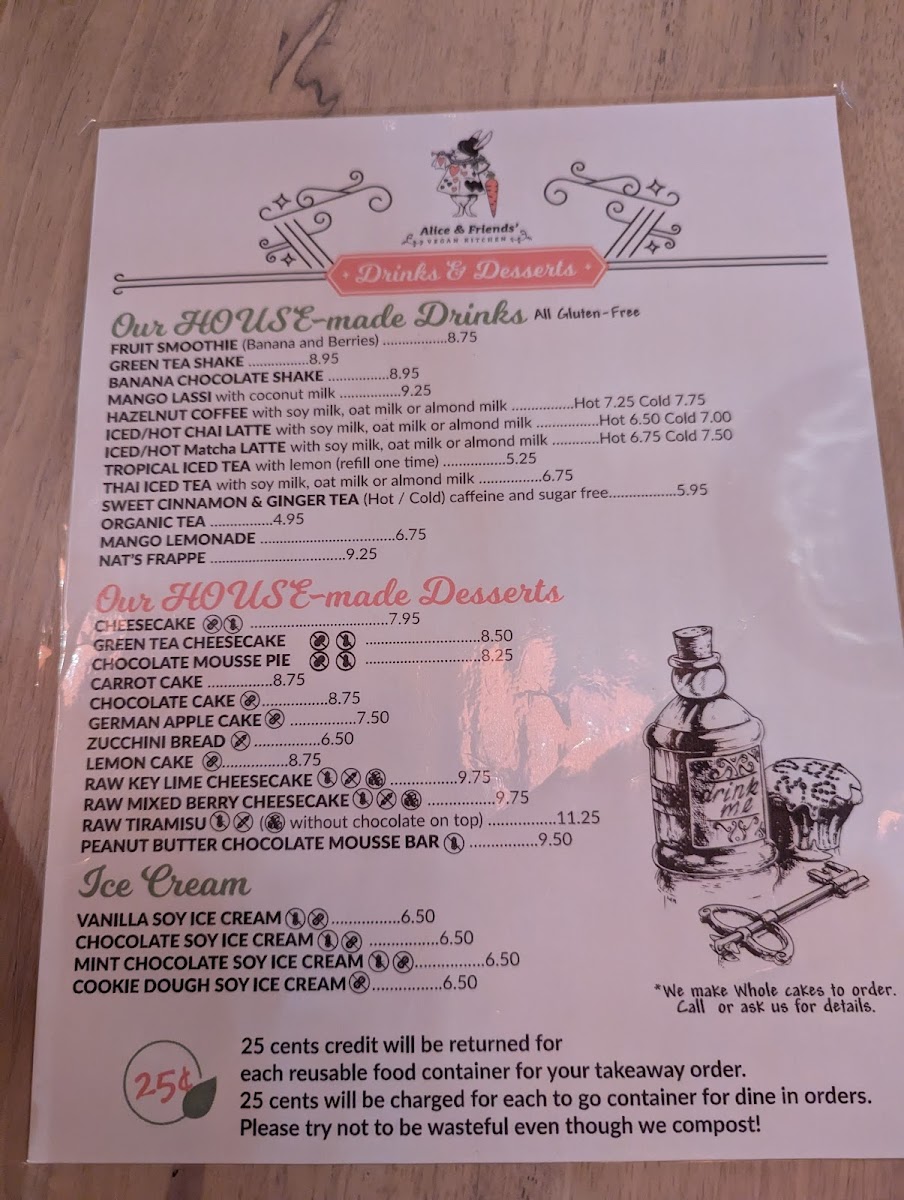 Alice & Friends'
VEGAN KITCHEN
Drinks & Desserts
Our HOUSE-made Drinks All Gluten-Free
FRUIT SMOOTHIE (Banana and Berries) .................8.75
GREEN TEA SHAKE ................8.95
BANANA CHOCOLATE SHAKE ................8.95
MANGO LASSI with coconut milk ................9.25
HAZELNUT COFFEE with soy milk, oat milk or almond milk ................Hot 7.25 Cold 7.75
ICED/HOT CHAI LATTE with soy milk, oat milk or almond milk ................Hot 6.50 Cold 7.00
ICED/HOT Matcha LATTE with soy milk, oat milk or almond milk ............Hot 6.75 Cold 7.50
TROPICAL ICED TEA with lemon (refill one time) ................5.25
THAI ICED TEA with soy milk, oat milk or almond milk ................6.75
SWEET CINNAMON & GINGER TEA (Hot / Cold) caffeine and sugar free.................5.95
ORGANIC TEA ................4.95
MANGO LEMONADE ..................................6.75
NAT'S FRAPPE ..................................9.25
Our HOUSE-made Desserts
CHEESECAKE ..................................7.95
GREEN TEA CHEESECAKE .............................8.50
CHOCOLATE MOUSSE PIE .............................8.25
CARROT CAKE ................8.75
CHOCOLATE CAKE .................8.75
GERMAN APPLE CAKE .................7.50
ZUCCHINI BREAD .................6.50
LEMON CAKE .................8.75
RAW KEY LIME CHEESECAKE .................9.75
RAW MIXED BERRY CHEESECAKE .................9.75
RAW TIRAMISU ( without chocolate on top) .................11.25
PEANUT BUTTER CHOCOLATE MOUSSE BAR .................9.50
drink
me
eat
me
Ice Cream
VANILLA SOY ICE CREAM .................6.50
CHOCOLATE SOY ICE CREAM .................6.50
MINT CHOCOLATE SOY ICE CREAM .................6.50
COOKIE DOUGH SOY ICE CREAM .................6.50
*We make Whole cakes to order.
Call or ask us for details.
25¢
25 cents credit will be returned for
each reusable food container for your takeaway order.
25 cents will be charged for each to go container for dine in orders.
Please try not to be wasteful even though we compost!